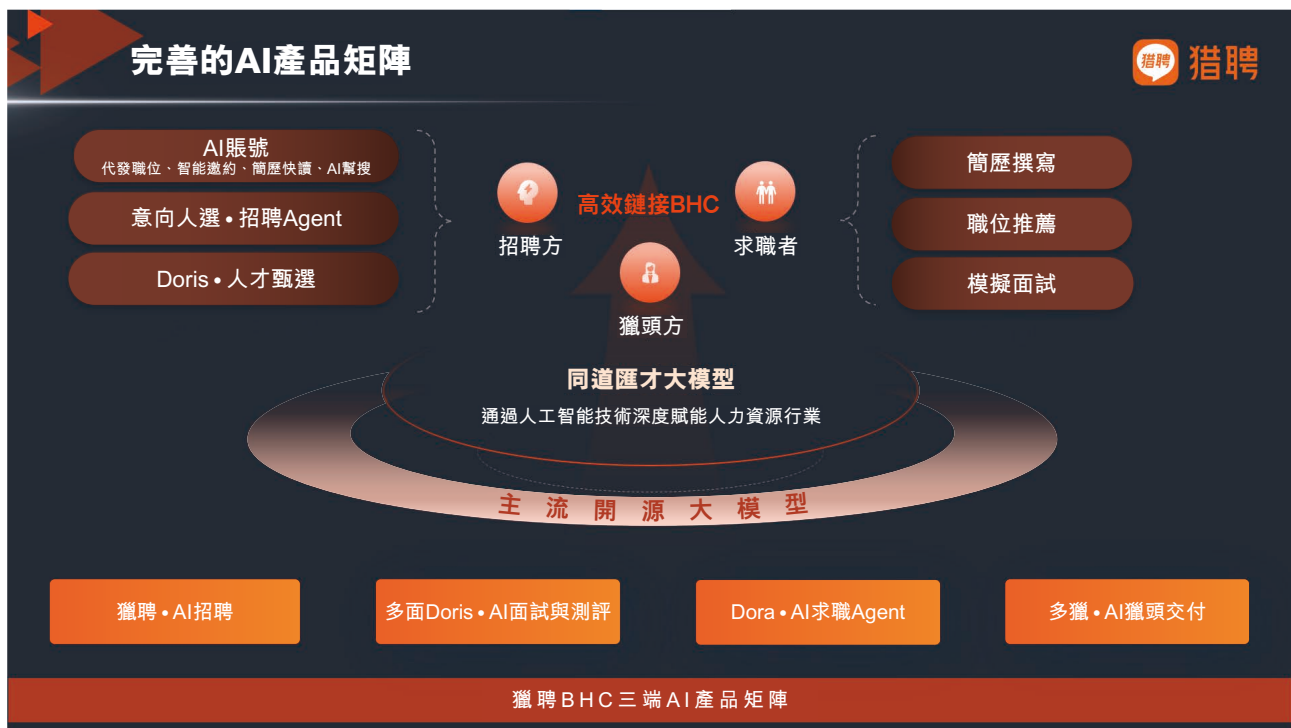 完善的AI產品矩陣
猎聘
猎聘
AI賬號
代發職位、智能邀約、簡歷快讀、AI幫搜
意向人選•招聘Agent
Doris•人才甄選
高效鏈接BHC
招聘方
求職者
獵頭方
簡歷撰寫
職位推薦
模擬面試
同道匯才大模型
通過人工智能技術深度賦能人力資源行業
主流開源大模型
獵聘•AI招聘
多面Doris•AI面試與測評
Dora•AI求職Agent
多獵•AI獵頭交付
獵聘BHC三端AI產品矩陣